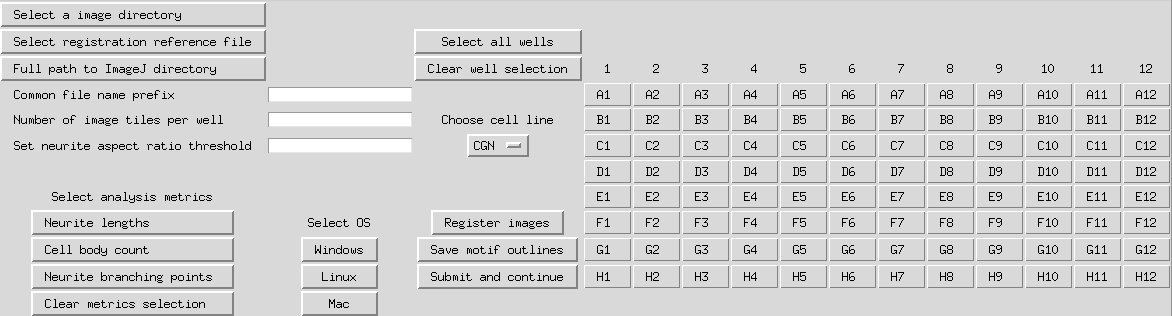 Select a image directory
Select registration reference file Select all wells
Full path to ImageJ directory Clear well selection 1 2 3 4 5 6 7 8 9 10 11 12
Common file name prefix A1 A2 A3 A4 A5 A6 A7 A8 A9 A10 A11 A12
Number of image tiles per well Choose cell line B1 B2 B3 B4 B5 B6 B7 B8 B9 B10 B11 B12
Set neurite aspect ratio threshold CGN C1 C2 C3 C4 C5 C6 C7 C8 C9 C10 C11 C12
D1 D2 D3 D4 D5 D6 D7 D8 D9 D10 D11 D12
Select analysis metrics E1 E2 E3 E4 E5 E6 E7 E8 E9 E10 E11 E12
Neurite lengths Select OS Register images F1 F2 F3 F4 F5 F6 F7 F8 F9 F10 F11 F12
Cell body count Windows Save motif outlines G1 G2 G3 G4 G5 G6 G7 G8 G9 G10 G11 G12
Neurite branching points Linux Submit and continue H1 H2 H3 H4 H5 H6 H7 H8 H9 H10 H11 H12
Clear metrics selection Mac